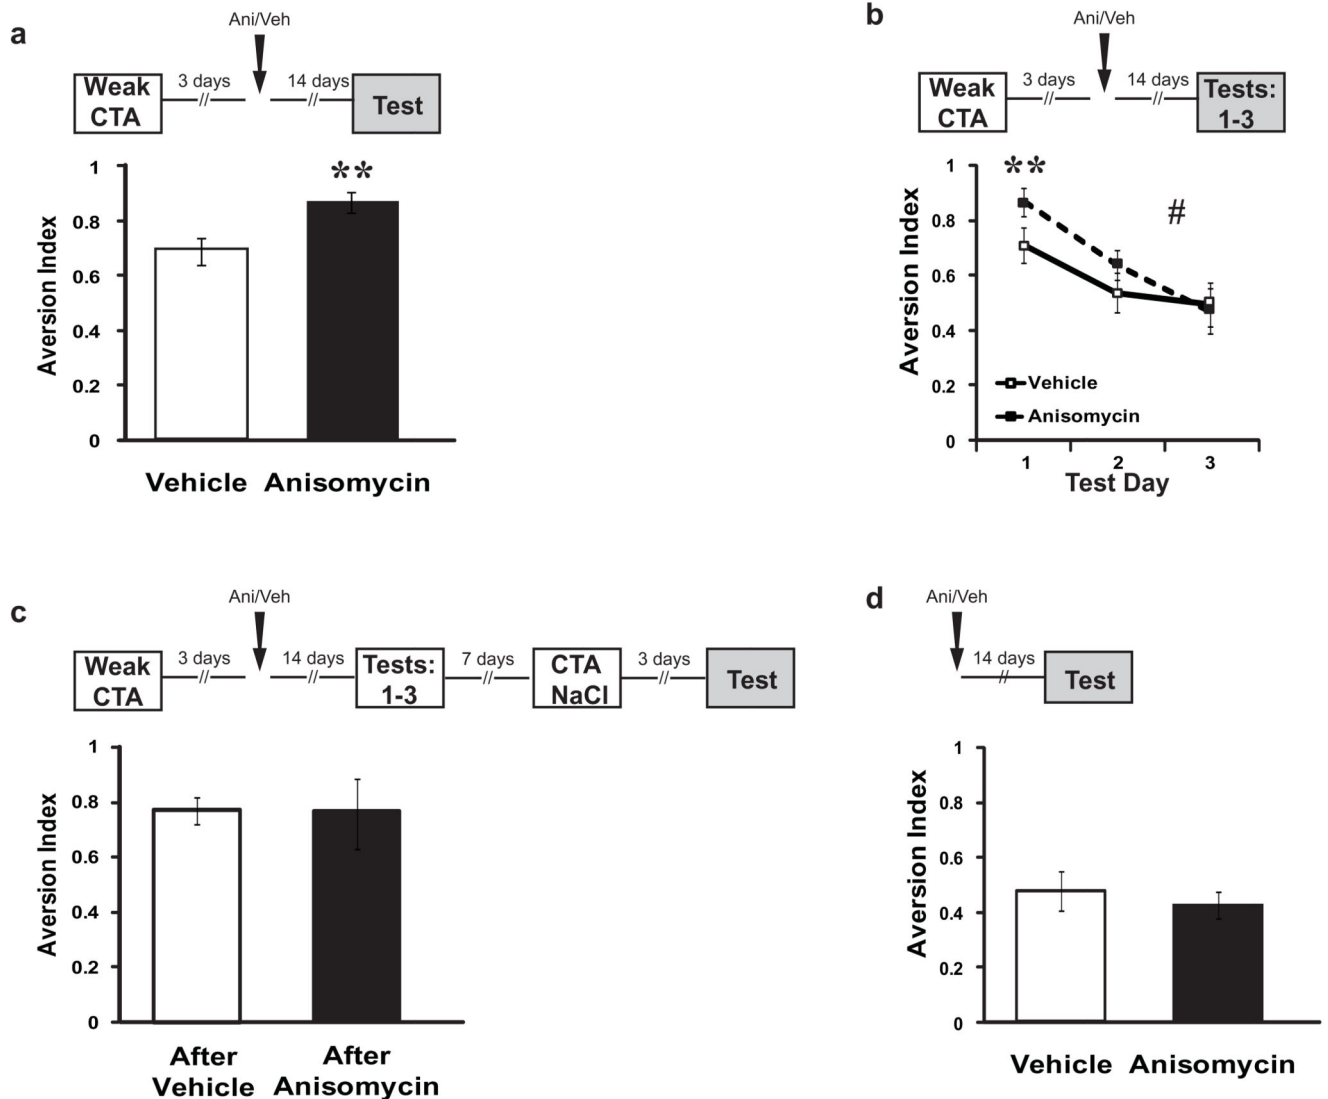 a
Ani/Veh
Weak
CTA
3 days
14 days
Test
**
Aversion Index
1
0.8
0.6
0.4
0.2
0
Vehicle Anisomycin
b
Ani/Veh
Weak
CTA
3 days
14 days
Tests:
1-3
**
#
Aversion Index
1
0.8
0.6
0.4
0.2
0
Vehicle
Anisomycin
1 2 3
Test Day
c
Ani/Veh
Weak
CTA
3 days
14 days
Tests:
1-3
7 days
CTA
NaCl
3 days
Test
Aversion Index
1
0.8
0.6
0.4
0.2
0
After
Vehicle
After
Anisomycin
d
Ani/Veh
14 days
Test
Aversion Index
1
0.8
0.6
0.4
0.2
0
Vehicle Anisomycin